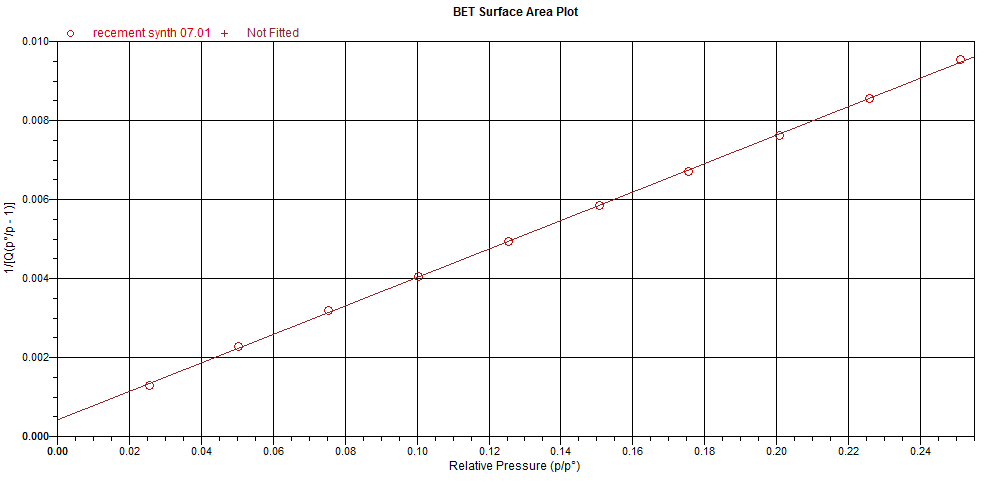 BET Surface Area Plot
recement synth 07.01 + Not Fitted
0.010
0.008
0.006
0.004
0.002
0.000
1/[Q(p°/p - 1)]
0.00 0.02 0.04 0.06 0.08 0.10 0.12 0.14 0.16 0.18 0.20 0.22 0.24
Relative Pressure (p/p°)